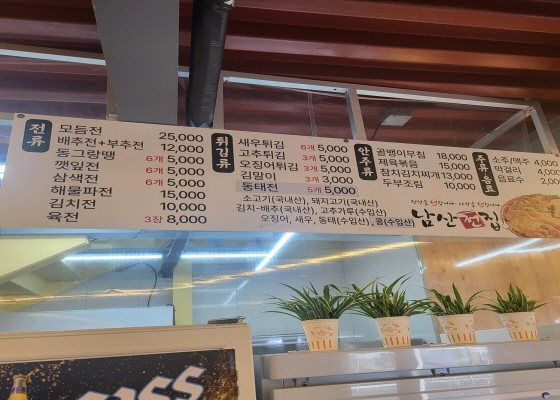 전류
모듬전 25,000
배추전+부추전 12,000
동그랑땡 6개 5,000
깻잎전 6개 5,000
삼색전 6개 5,000
해물파전 15,000
김치전 10,000
육전 3장 8,000
튀김류
새우튀김 6개 5,000
고추튀김 3개 5,000
오징어튀김 3개 5,000
김말이 3개 3,000
동태전 5개 5,000
소고기(국내산), 돼지고기(국내산)
김치-배추(국내산), 고추가루(수입산)
오징어, 새우, 동태(수입산), 콩(수입산)
안주류
골뱅이무침 18,000
제육볶음 15,000
참치김치찌개 13,000
두부조림 10,000
주류 음료
소주/맥주 4,000
막걸리 4,000
음료수 2,00
남산전집
cass